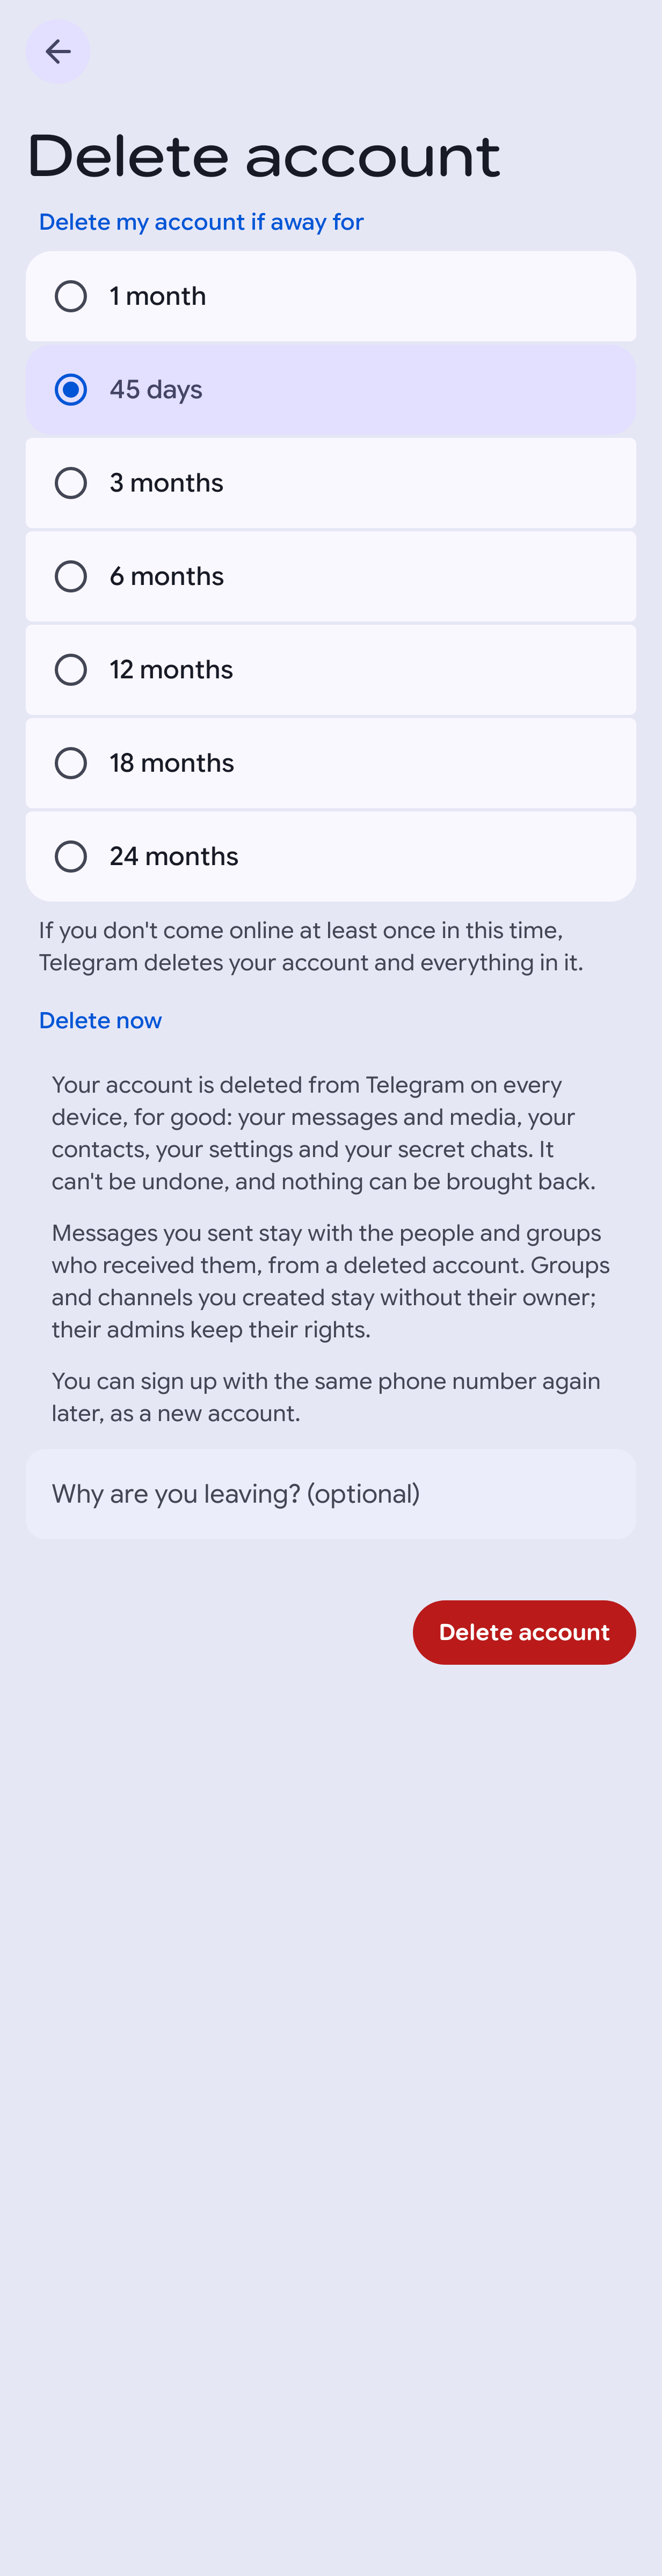 Delete account
Delete my account if away for
1 month
45 days
3 months
6 months
12 months
18 months
24 months
If you don't come online at least once in this time,
Telegram deletes your account and everything in it.
Delete now
Your account is deleted from Telegram on every
device, for good: your messages and media, your
contacts, your settings and your secret chats. It
can't be undone, and nothing can be brought back.
Messages you sent stay with the people and groups
who received them, from a deleted account. Groups
and channels you created stay without their owner;
their admins keep their rights.
You can sign up with the same phone number again
later, as a new account.
Why are you leaving? (optional)
Delete account